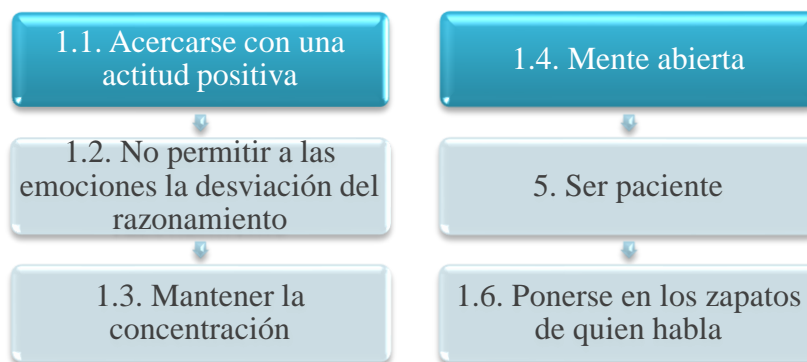 1.1. Acercarse con una
actitud positiva
1.2. No permitir a las
emociones la desviación del
razonamiento
1.3. Mantener la
concentración
1.4. Mente abierta
5. Ser paciente
1.6. Ponerse en los zapatos
de quien habla